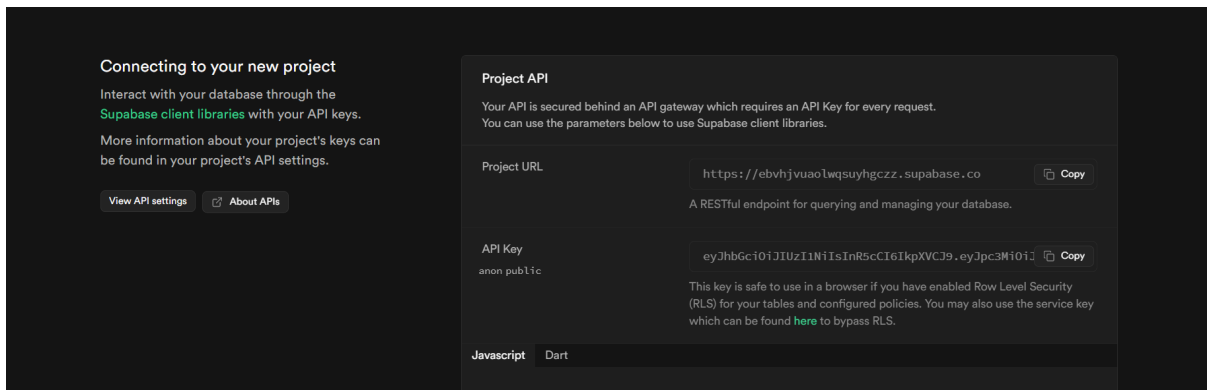 Connecting to your new project
Interact with your database through the
Supabase client libraries with your API keys.
More information about your project's keys can
be found in your project's API settings.
View API settings
About APIs
Project API
Your API is secured behind an API gateway which requires an API Key for every request.
You can use the parameters below to use Supabase client libraries.
Project URL
https://ebvhjvuaolwqsuyhgczz.supabase.co
Copy
A RESTful endpoint for querying and managing your database.
API Key
anon public
eyJhbGciOiJIUzI1NiIsInR5cCI6IkpXVCJ9.eyJpc3MiOiJ
Copy
This key is safe to use in a browser if you have enabled Row Level Security
(RLS) for your tables and configured policies. You may also use the service key
which can be found here to bypass RLS.
Javascript
Dart